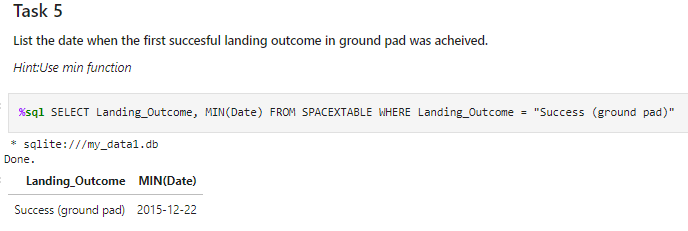 Task 5
List the date when the first succesful landing outcome in ground pad was acheived.
Hint:Use min function
%sql SELECT Landing_Outcome, MIN(Date) FROM SPACEXTABLE WHERE Landing_Outcome = "Success (ground pad)"
* sqlite:///my_data1.db
Done.
Landing_Outcome MIN(Date)
Success (ground pad) 2015-12-22